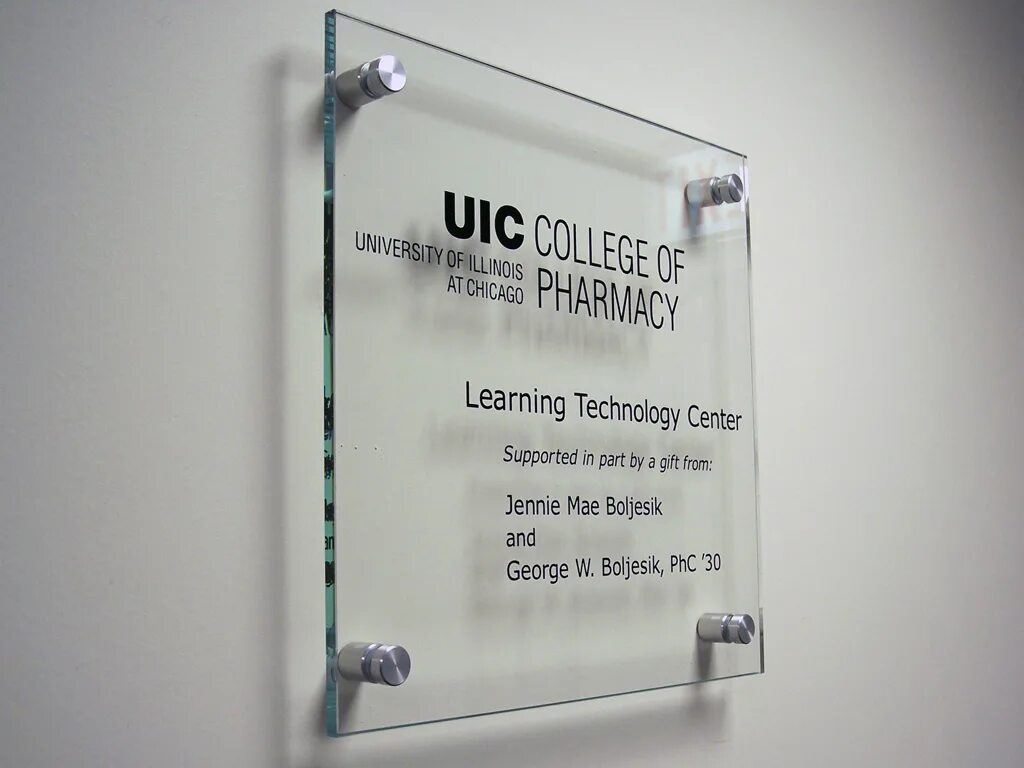 UIC COLLEGE OF
UNIVERSITY OF ILLINOIS
AT CHICAGO PHARMACY
Learning Technology Center
Supported in part by a gift from:
Jennie Mae Boljesik
and
George W. Boljesik, PhC '30